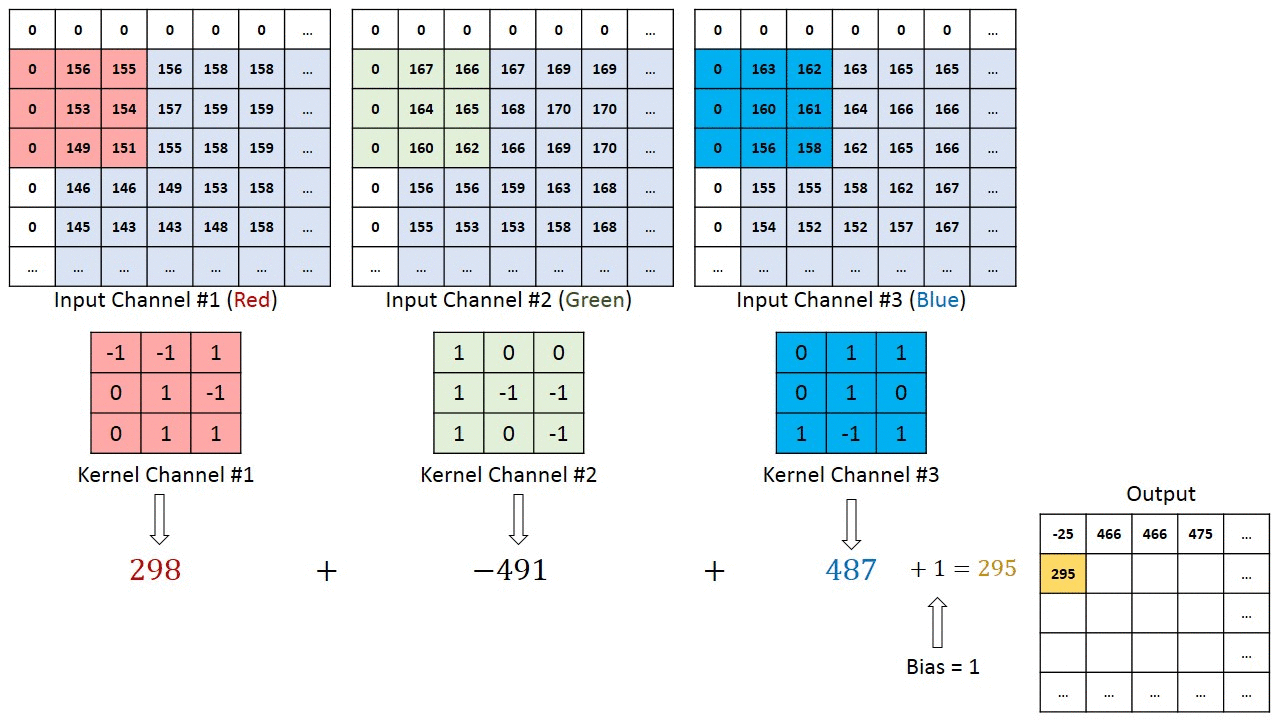 0 0 0 0 0 0 ... 0 0 0 0 0 0 ... 0 0 0 0 0 0 ...
0 156 155 156 158 158 ... 0 167 166 167 169 169 ... 0 163 162 163 165 165 ...
0 153 154 157 159 159 ... 0 164 165 168 170 170 ... 0 160 161 164 166 166 ...
0 149 151 155 158 159 ... 0 160 162 166 169 170 ... 0 156 158 162 165 166 ...
0 146 146 149 153 158 ... 0 156 156 159 163 168 ... 0 155 155 158 162 167 ...
0 145 143 143 148 158 ... 0 155 153 153 158 168 ... 0 154 152 152 157 167 ...
... ... ... ... ... ... ... ... ... ... ... ... ... ... ... ... ... ... ... ... ...
Input Channel #1 (Red) Input Channel #2 (Green) Input Channel #3 (Blue)
-1 -1 1 1 0 0 0 1 1
0 1 -1 1 -1 -1 0 1 0
0 1 1 1 0 -1 1 -1 1
Kernel Channel #1 Kernel Channel #2 Kernel Channel #3
298 + −491 + 487 + 1 = 295
Bias = 1
Output
-25 466 466 475 ...
295 ...
...
...
... ... ... ... ...